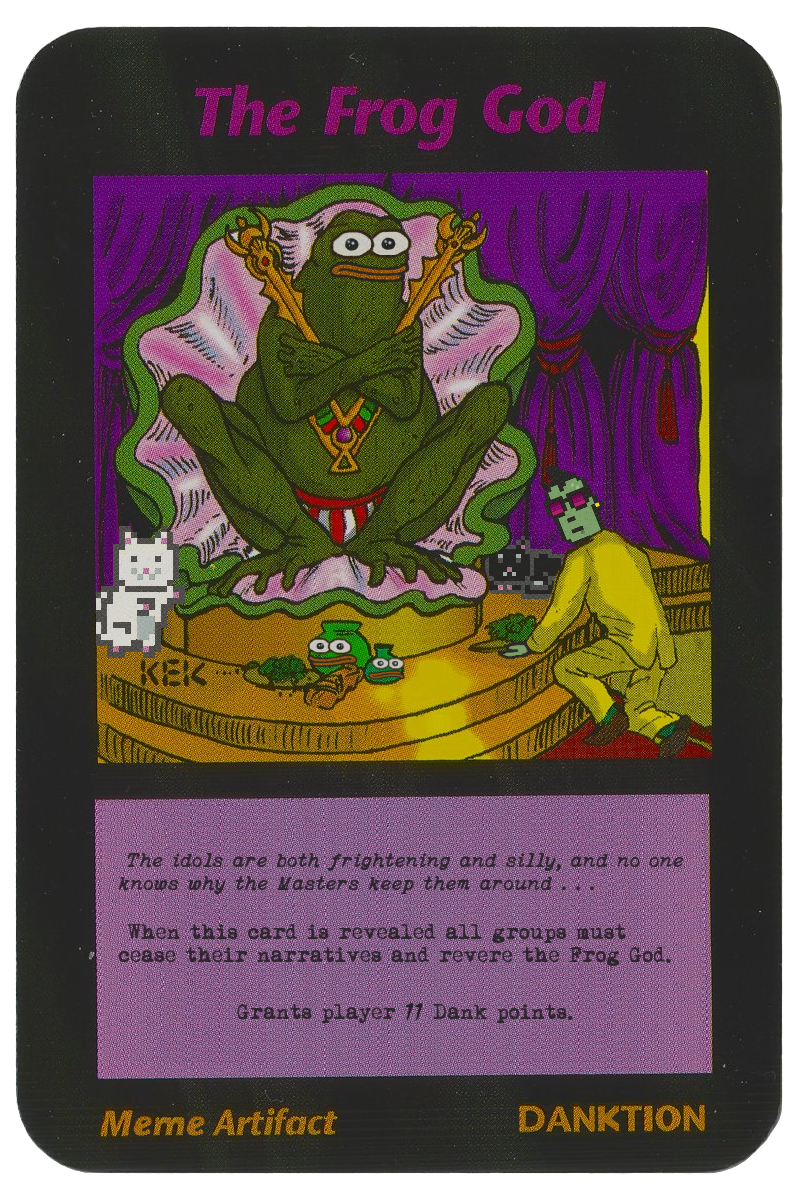 The Frog God
KEK
The idols are both frightening and silly, and no one
knows why the Masters keep them around . . .
When this card is revealed all groups must
cease their narratives and revere the Frog God.
Grants player 11 Dank points.
Meme Artifact
DANKTION